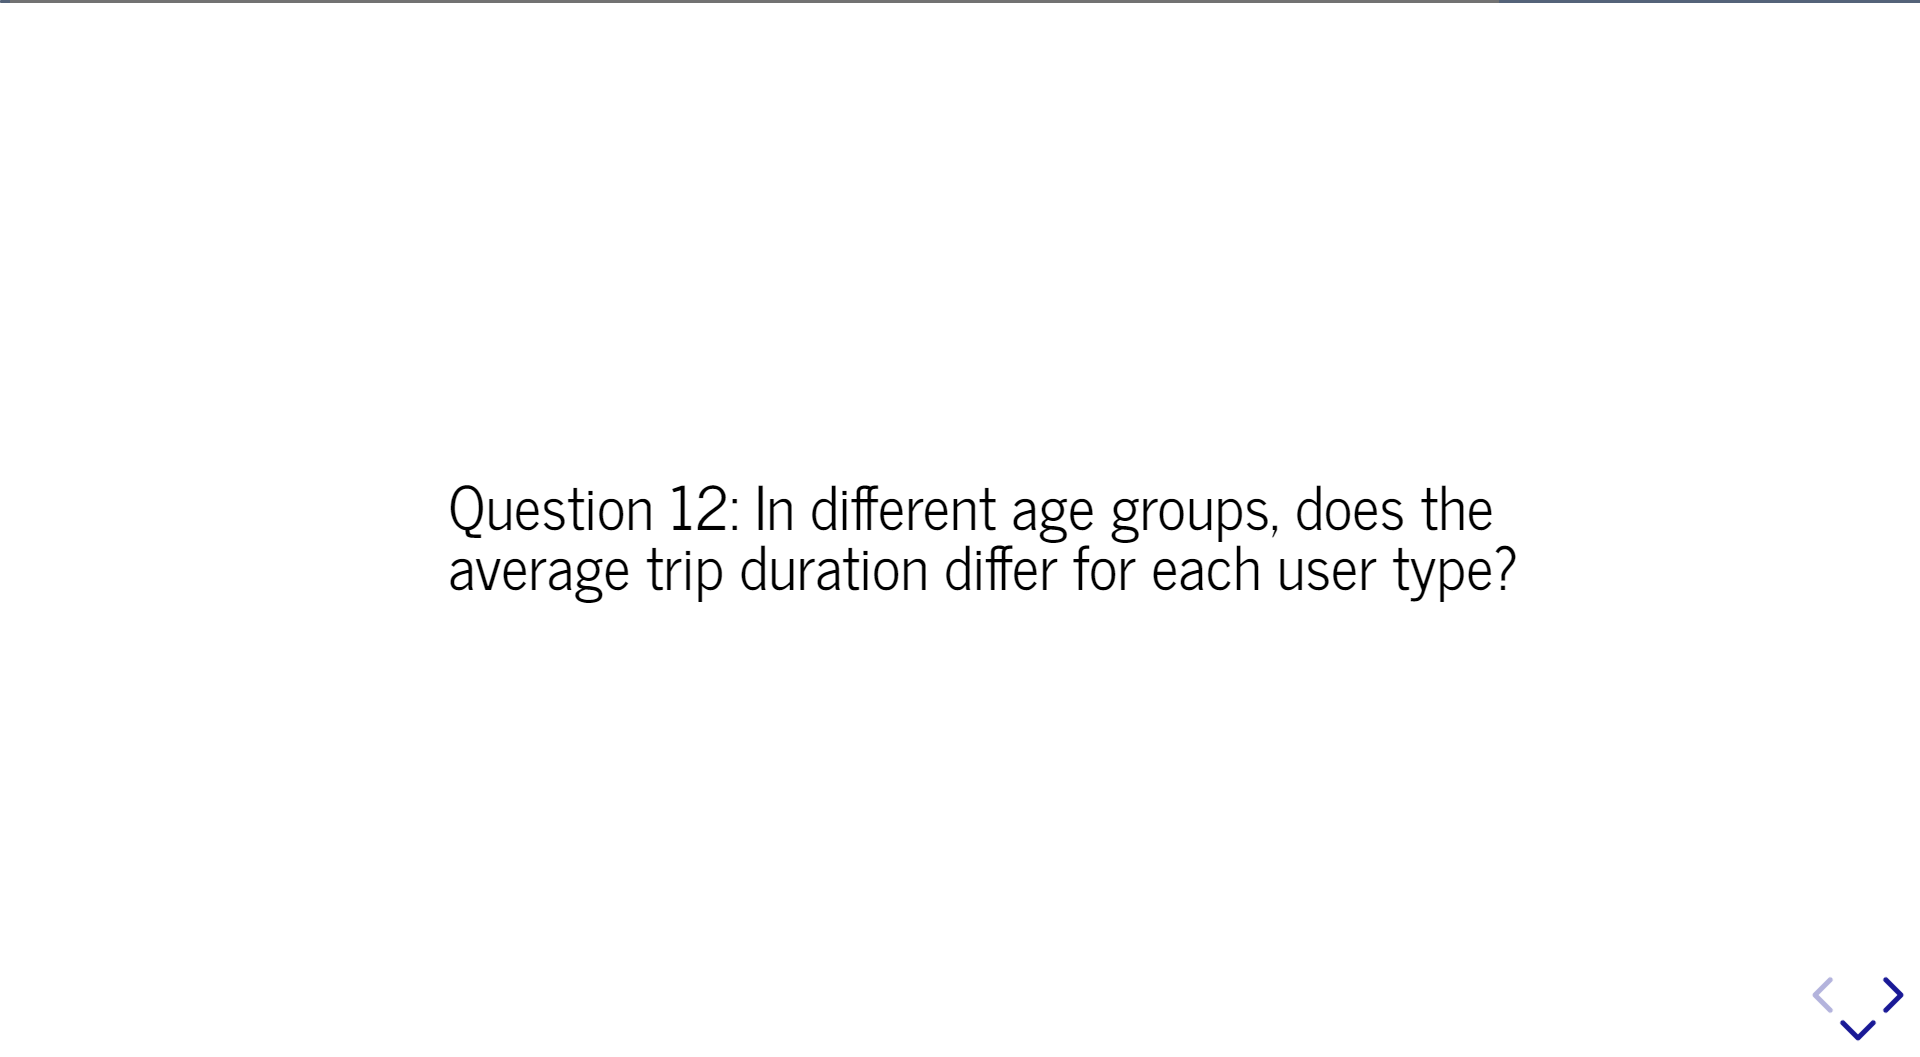 Question 12: In different age groups, does the
average trip duration differ for each user type?